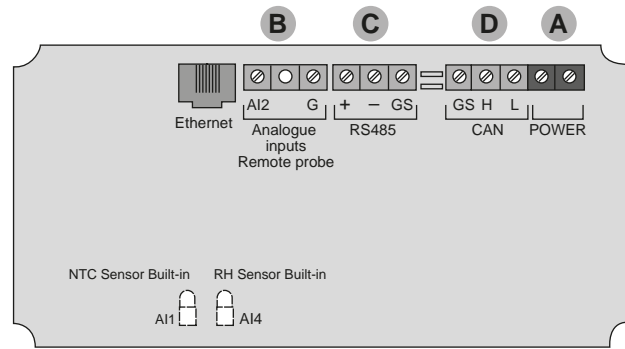 B C D A
AI2 G + − GS GS H L
Ethernet
Analogue
inputs
Remote probe
RS485
CAN
POWER
NTC Sensor Built-in RH Sensor Built-in
AI1 AI4